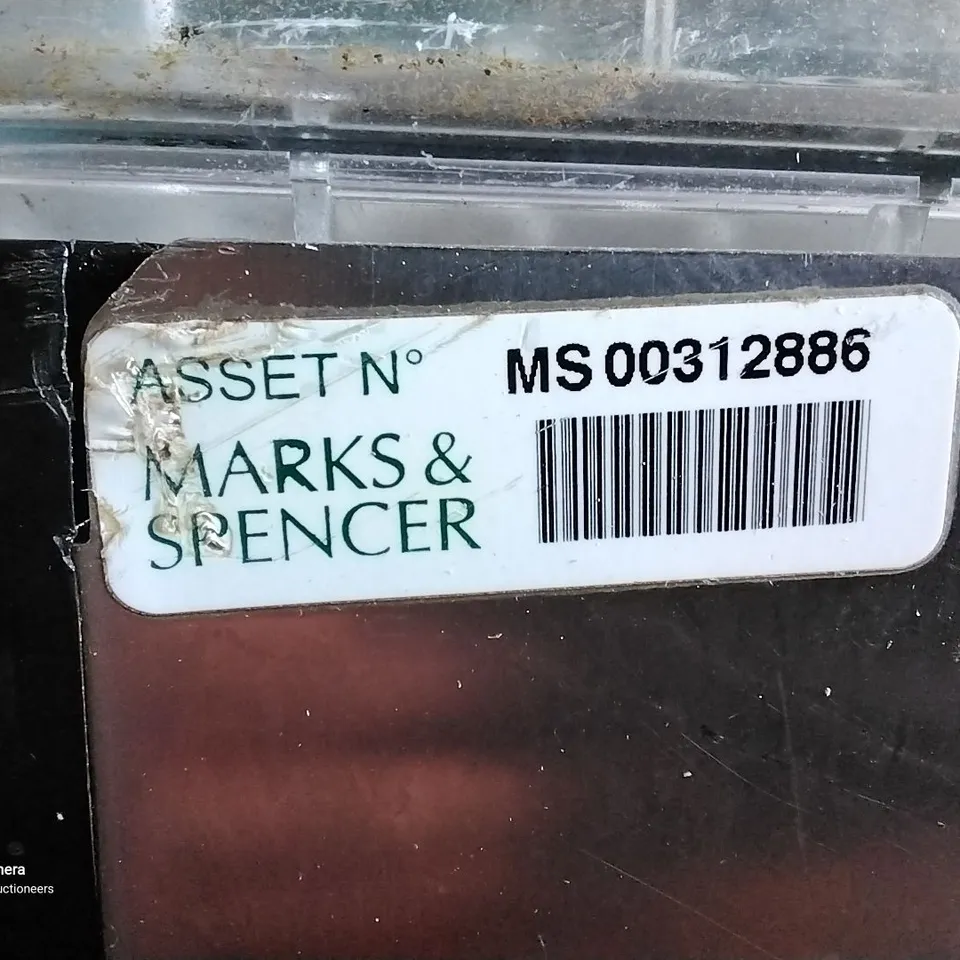 ASSET N° MS 00312886
MARKS &
SPENCER